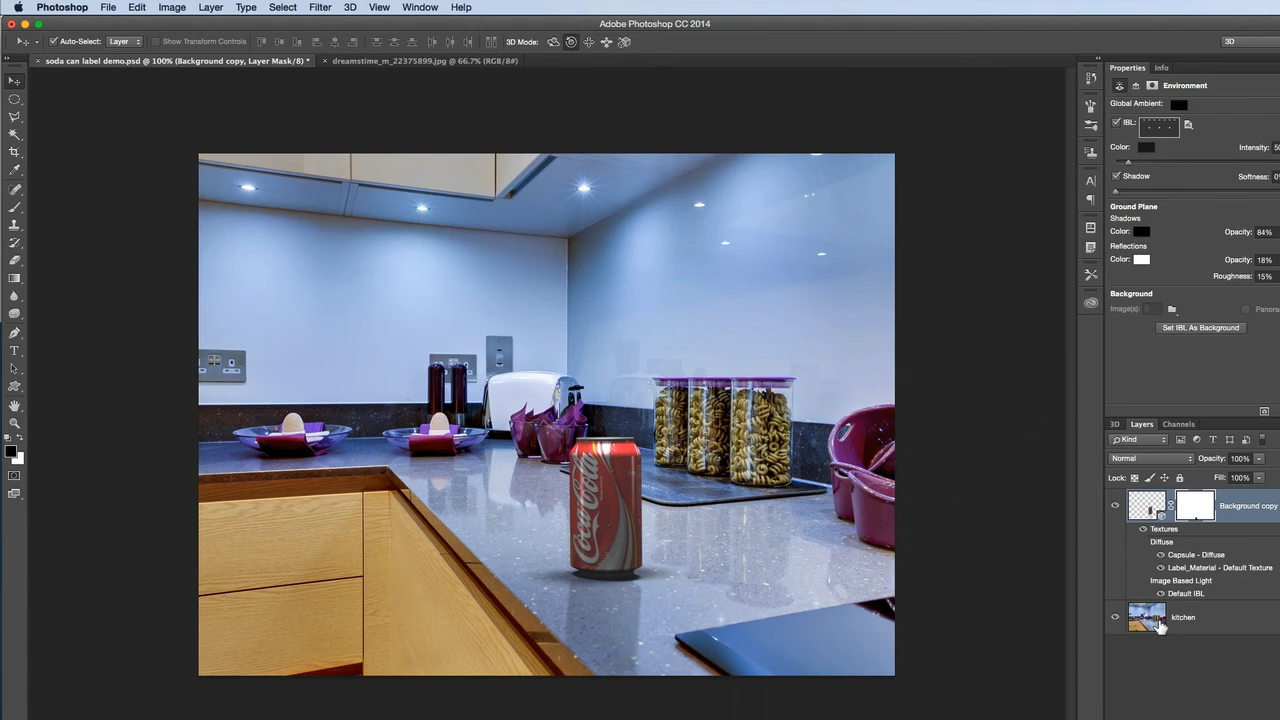 Photoshop File Edit Image Layer Type Select Filter 3D View Window Help
Adobe Photoshop CC 2014
Auto-Select: Layer Show Transform Controls 3D Mode: 3D
soda can label demo.psd @ 100% (Background copy, Layer Mask/8) * dreamstime_m_22375899.jpg @ 66.7% (RGB/8#)
Properties Info
Environment
Global Ambient:
IBL:
Color: Intensity: 50
Shadow Softness: 0%
Ground Plane
Shadows
Color: Opacity: 84%
Reflections
Color: Opacity: 18%
Roughness: 15%
Background
Image(s): 0 Panora
Set IBL As Background
Coca-Cola
3D Layers Channels
Kind
Normal Opacity: 100%
Lock: Fill: 100%
Background copy
Textures
Diffuse
Capsule - Diffuse
Label_Material - Default Texture
Image Based Light
Default IBL
kitchen